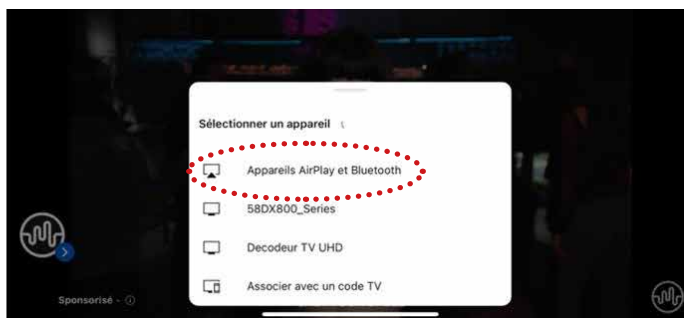 Sélectionner un appareil
Appareils AirPlay et Bluetooth
58DX800_Series
Decodeur TV UHD
Associer avec un code TV
Sponsorisé -